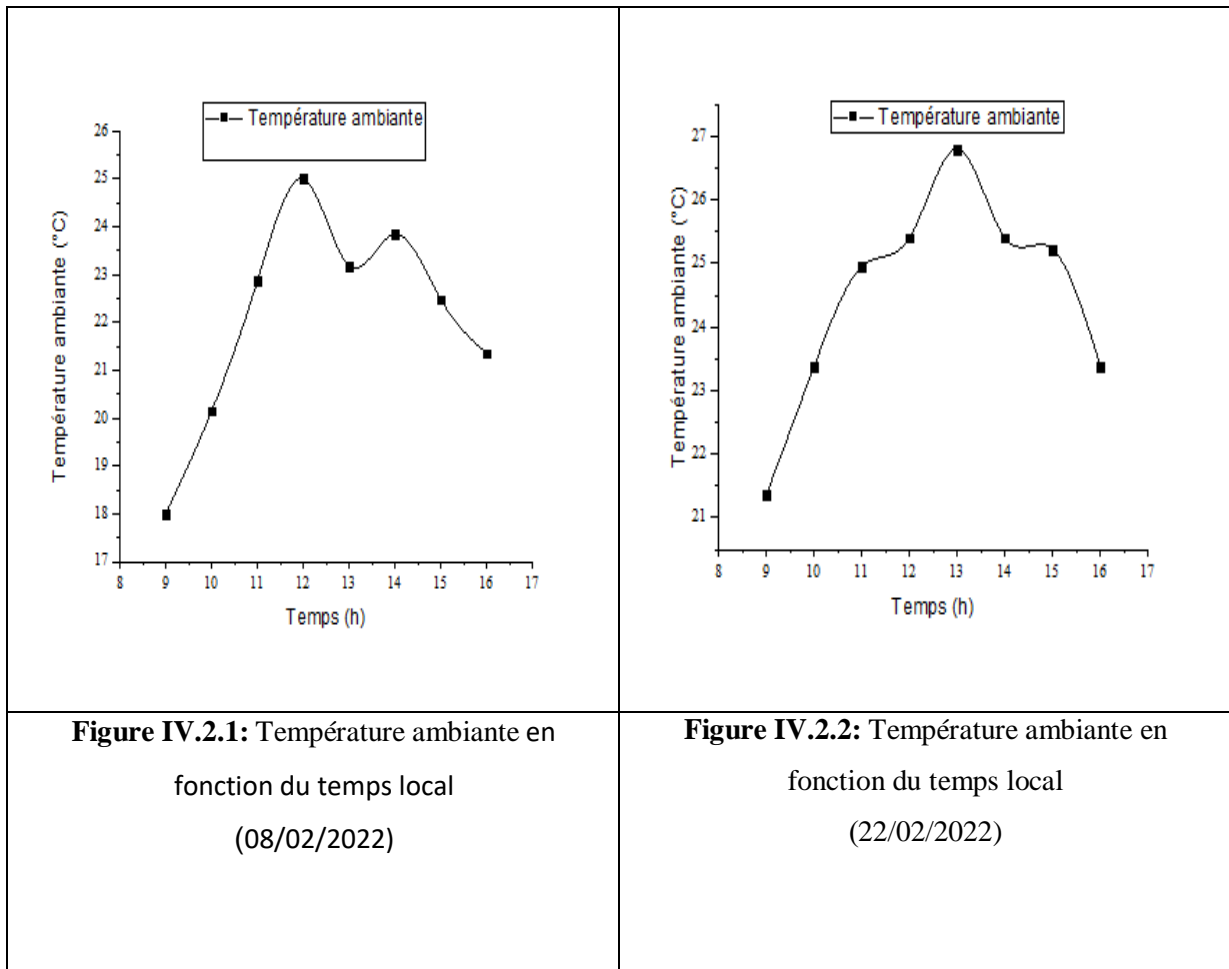 Température ambiante
Température ambiante (°C)
26
25
24
23
22
21
20
19
18
17
8 9 10 11 12 13 14 15 16 17
Temps (h)
Figure IV.2.1: Température ambiante en
fonction du temps local
(08/02/2022)
Température ambiante
Température ambiante (°C)
27
26
25
24
23
22
21
8 9 10 11 12 13 14 15 16 17
Temps (h)
Figure IV.2.2: Température ambiante en
fonction du temps local
(22/02/2022)